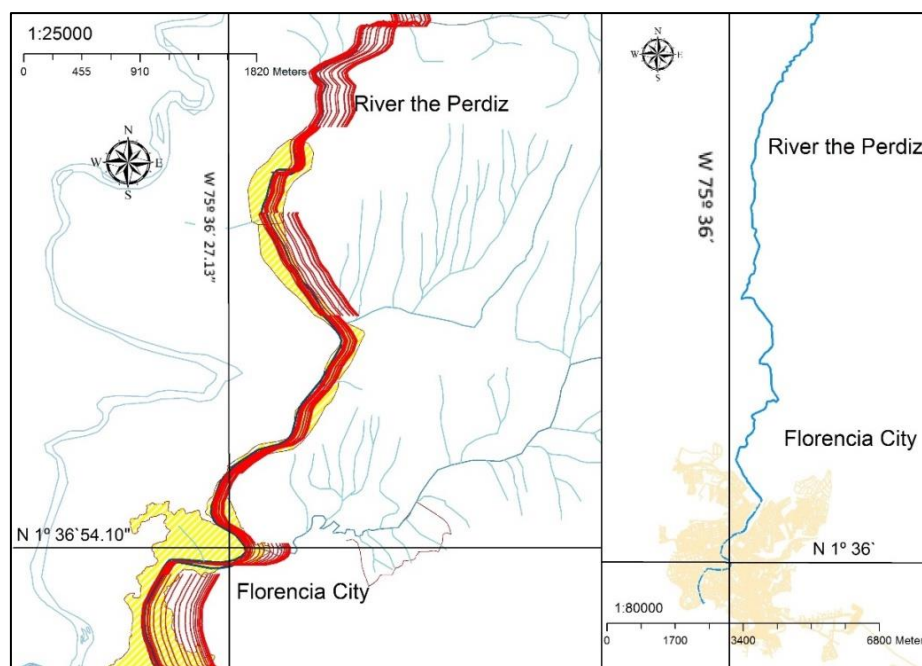 1:25000
0 455 910 1820 Meters
River the Perdiz
N
W E
S
W 75º 36´ 27.13"
N 1º 36`54.10"
Florencia City
N
W E
S
River the Perdiz
W 75º 36´
Florencia City
N 1º 36`
1:80000
0 1700 3400 6800 Meter